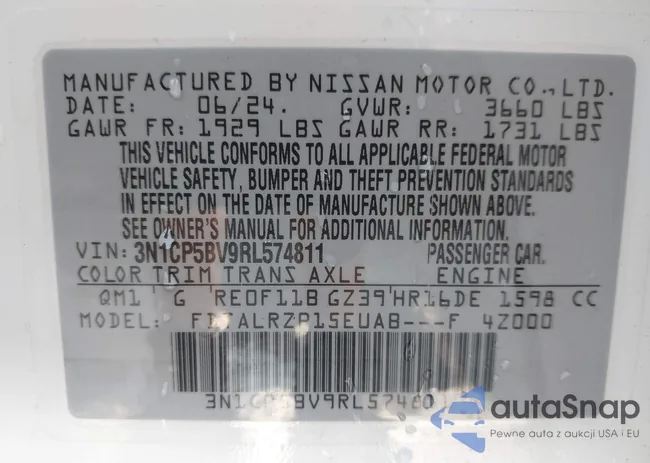 MANUFACTURED BY NISSAN MOTOR CO., LTD.
DATE: 06/24. GVWR: 3660 LBS
GAWR FR: 1929 LBS GAWR RR: 1731 LBS
THIS VEHICLE CONFORMS TO ALL APPLICABLE FEDERAL MOTOR
VEHICLE SAFETY, BUMPER AND THEFT PREVENTION STANDARDS
IN EFFECT ON THE DATE OF MANUFACTURE SHOWN ABOVE.
SEE OWNER'S MANUAL FOR ADDITIONAL INFORMATION.
VIN: 3N1CP5BV9RL574811 PASSENGER CAR.
COLOR TRIM TRANS AXLE ENGINE
QM1 G RE0F11B GZ39 HR16DE 1598 CC
MODEL: 4Z000
autoSnap
Pewne auta z aukcji USA i EU